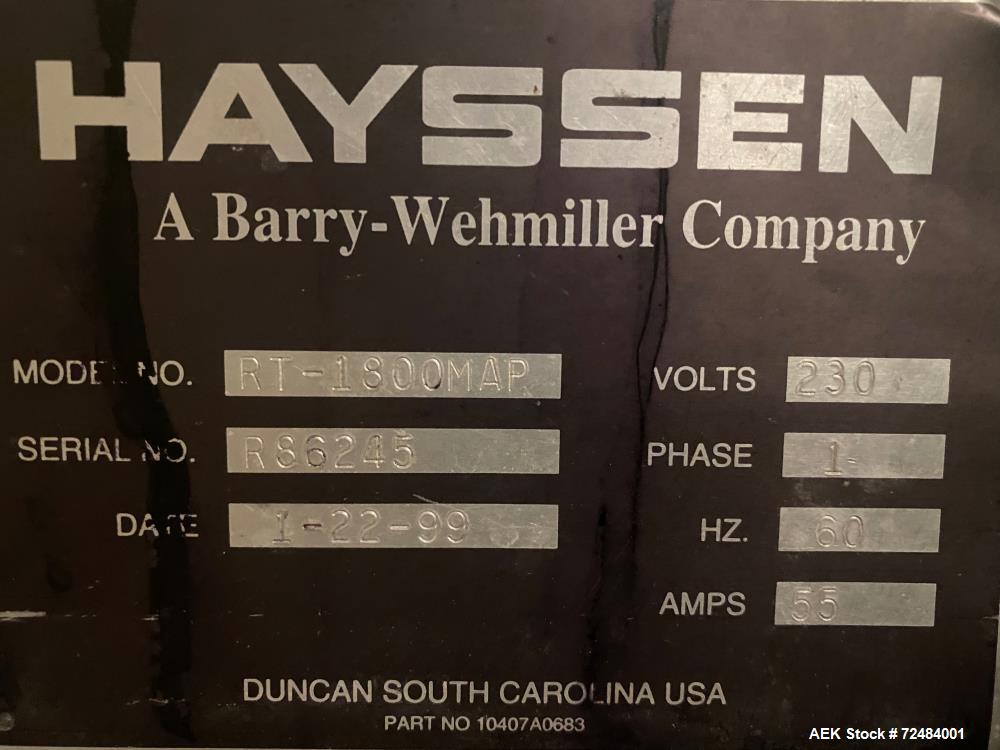 HAYSSEN
A Barry-Wehmiller Company
MODEL NO. RT-1800MAP
SERIAL NO. R86245
DATE 1-22-99
VOLTS 230
PHASE 1
HZ. 60
AMPS 55
DUNCAN SOUTH CAROLINA USA
PART NO 10407A0683
AEK Stock # 72484001